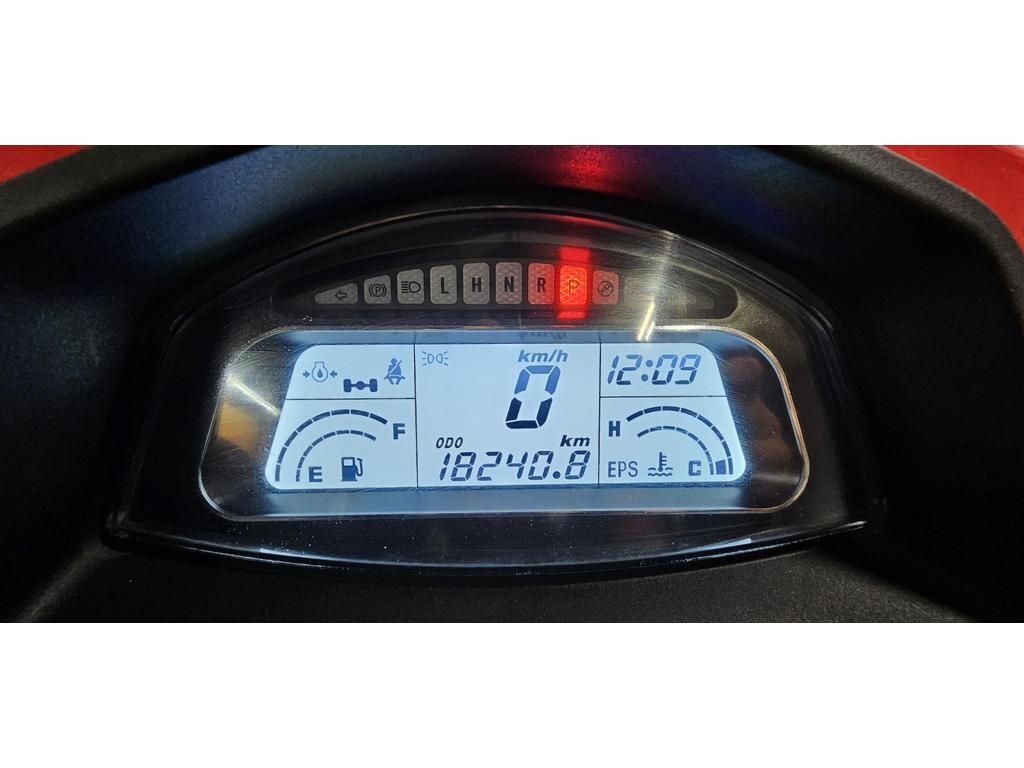 P L H N R P
km/h
0
12:09
F
E
ODO km
18240.8
H
EPS C